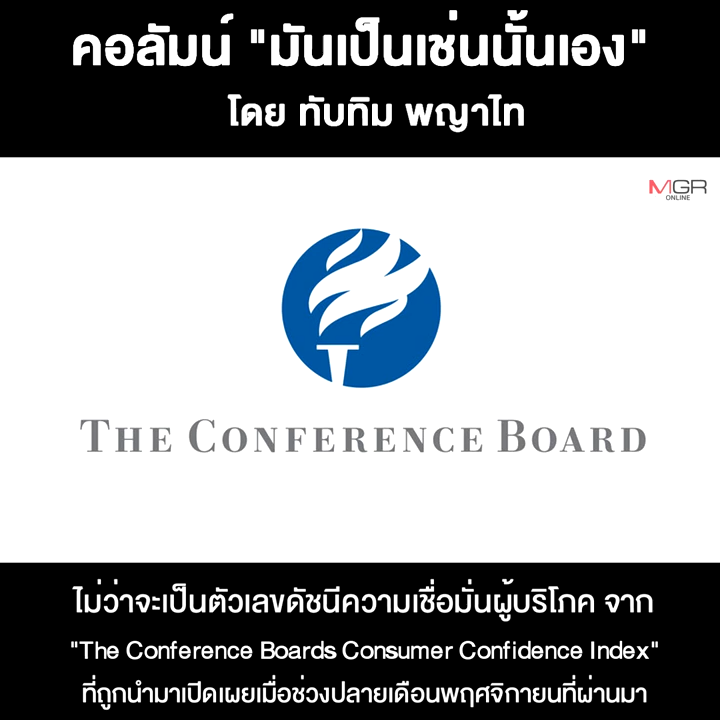 คอลัมน์ "มันเป็นเช่นนั้นเอง"
โดย ทับทิม พญาไท
MGR
ONLINE
THE CONFERENCE BOARD
ไม่ว่าจะเป็นตัวเลขดัชนีความเชื่อมั่นผู้บริโภค จาก
"The Conference Boards Consumer Confidence Index"
ที่ถูกนำมาเปิดเผยเมื่อช่วงปลายเดือนพฤศจิกายนที่ผ่านมา